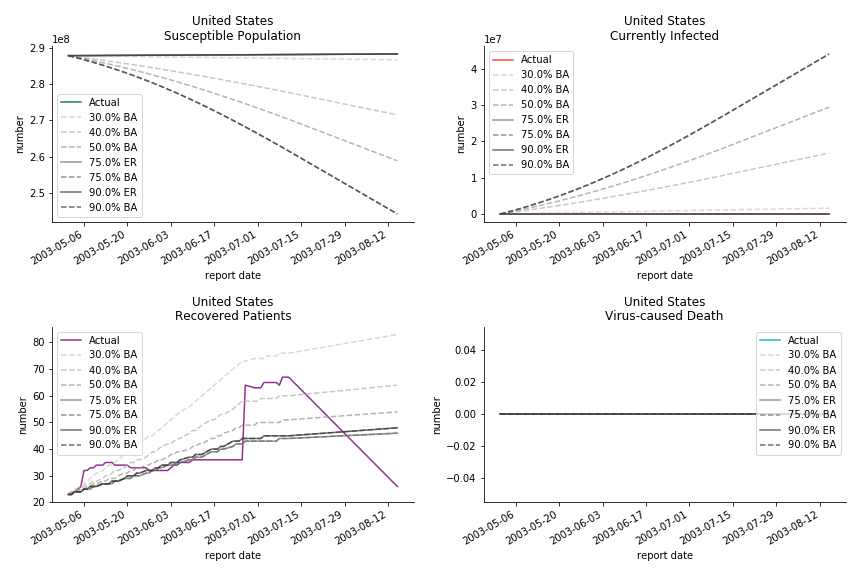 United States
Susceptible Population
1e8
2.9
2.8
2.7
2.6
2.5
number
Actual
30.0% BA
40.0% BA
50.0% BA
75.0% ER
75.0% BA
90.0% ER
90.0% BA
2003-05-06
2003-05-20
2003-06-03
2003-06-17
2003-07-01
2003-07-15
2003-07-29
2003-08-12
report date
United States
Currently Infected
1e7
4
3
2
1
0
number
Actual
30.0% BA
40.0% BA
50.0% BA
75.0% ER
75.0% BA
90.0% ER
90.0% BA
2003-05-06
2003-05-20
2003-06-03
2003-06-17
2003-07-01
2003-07-15
2003-07-29
2003-08-12
report date
United States
Recovered Patients
80
70
60
50
40
30
20
number
Actual
30.0% BA
40.0% BA
50.0% BA
75.0% ER
75.0% BA
90.0% ER
90.0% BA
2003-05-06
2003-05-20
2003-06-03
2003-06-17
2003-07-01
2003-07-15
2003-07-29
2003-08-12
report date
United States
Virus-caused Death
0.04
0.02
0.00
−0.02
−0.04
number
Actual
30.0% BA
40.0% BA
50.0% BA
75.0% ER
75.0% BA
90.0% ER
90.0% BA
2003-05-06
2003-05-20
2003-06-03
2003-06-17
2003-07-01
2003-07-15
2003-07-29
2003-08-12
report date